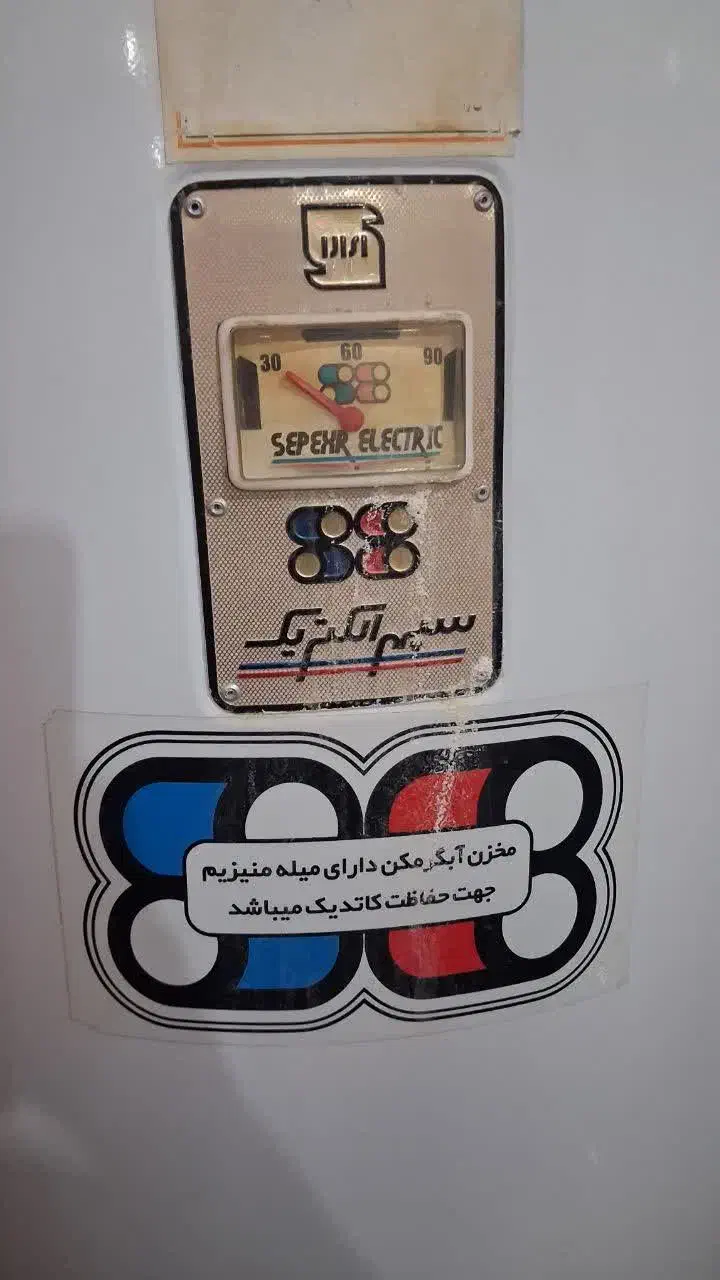 30 60 90
SEPEHR ELECTRIC
سپهر الکتریک
مخزن آبگرمکن دارای میله منیزیم
جهت حفاظت کاتدیک میباشد